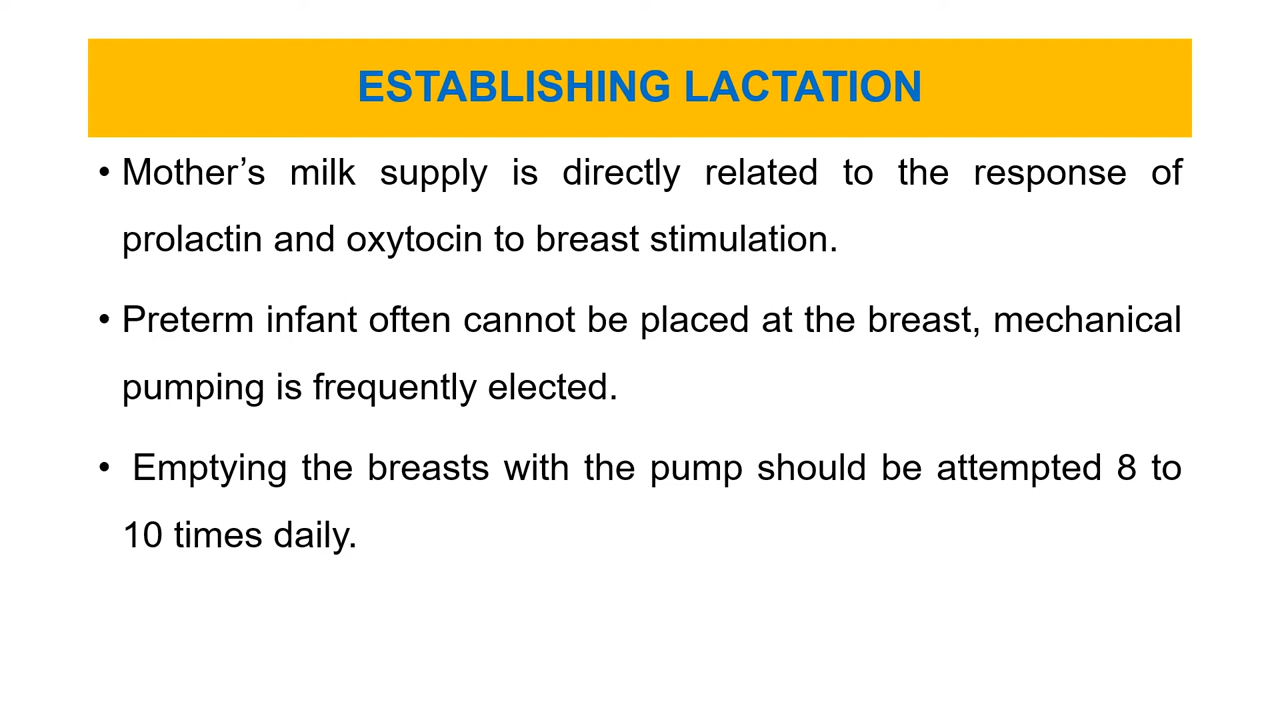 ESTABLISHING LACTATION
• Mother’s milk supply is directly related to the response of
prolactin and oxytocin to breast stimulation.
• Preterm infant often cannot be placed at the breast, mechanical
pumping is frequently elected.
• Emptying the breasts with the pump should be attempted 8 to
10 times daily.